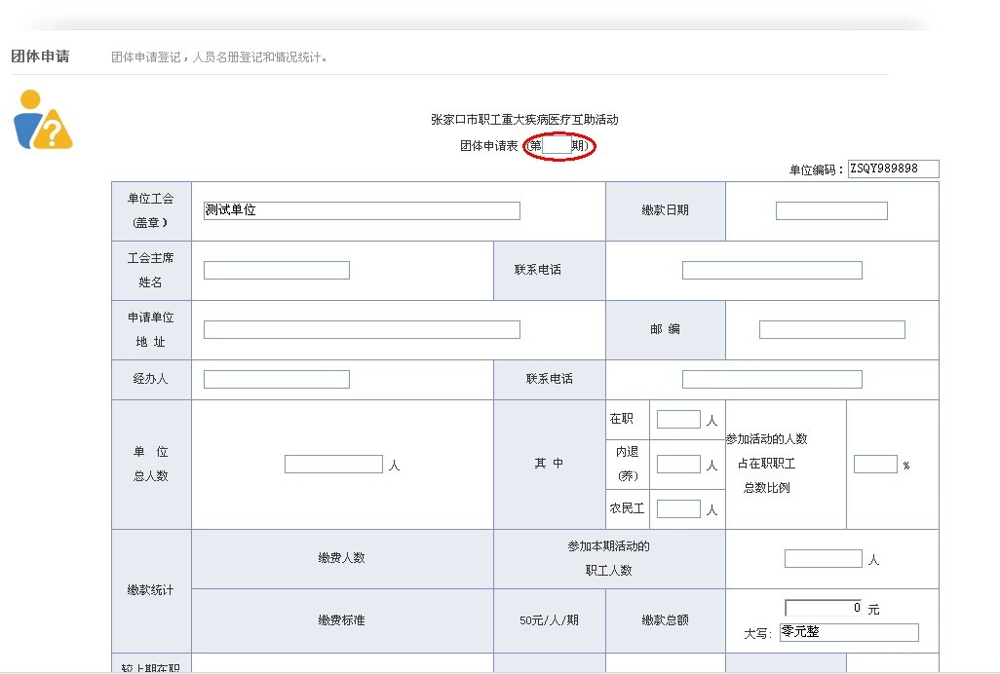 团体申请 团体申请登记，人员名册登记和情况统计。
张家口市职工重大疾病医疗互助活动
团体申请表（第 期）
单位编码：ZSQY989898
单位工会
（盖章）
测试单位
缴款日期
工会主席
姓名
联系电话
申请单位
地 址
邮 编
经办人
联系电话
单 位
总人数
人
其 中
在职 人
内退
（养）
人
农民工 人
参加活动的人数
占在职职工
总数比例
%
缴款统计
缴费人数
参加本期活动的
职工人数
人
缴费标准
50元/人/期
缴款总额
0 元
大写：零元整
较上期在职